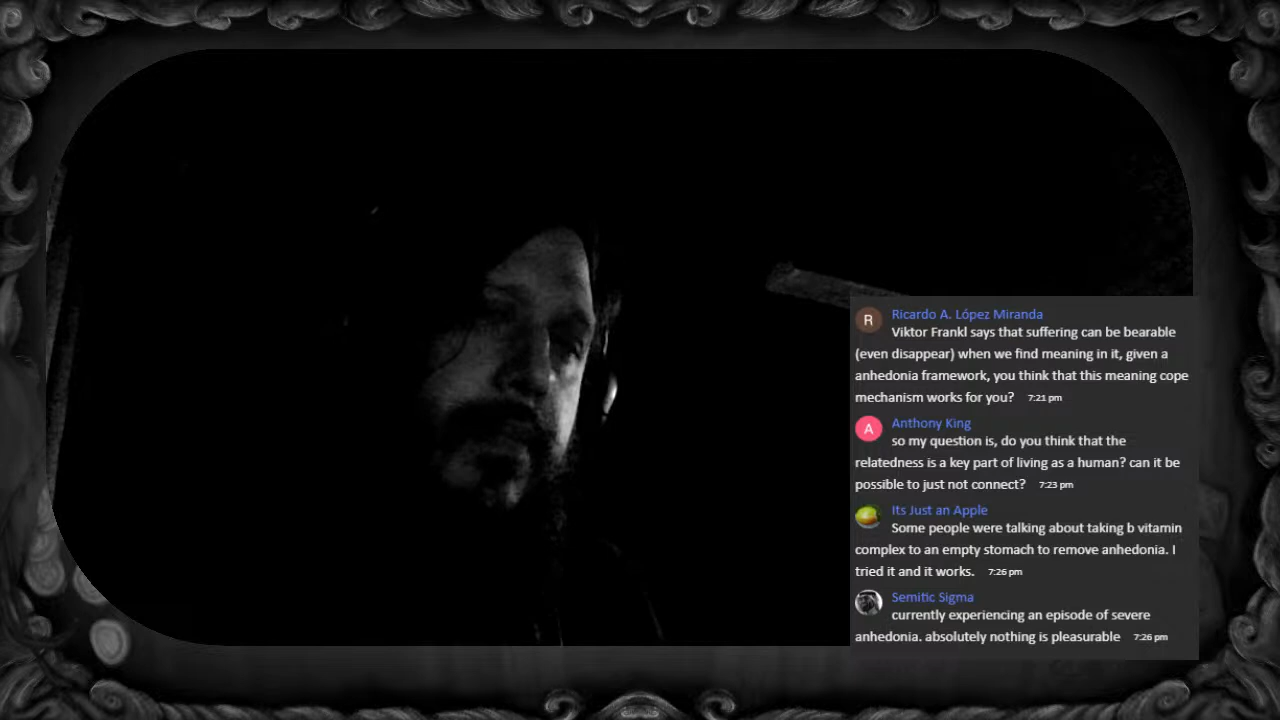 R
Ricardo A. López Miranda
Viktor Frankl says that suffering can be bearable
(even disappear) when we find meaning in it, given a
anhedonia framework, you think that this meaning cope
mechanism works for you? 7:21 pm
A
Anthony King
so my question is, do you think that the
relatedness is a key part of living as a human? can it be
possible to just not connect? 7:23 pm
Its Just an Apple
Some people were talking about taking b vitamin
complex to an empty stomach to remove anhedonia. I
tried it and it works. 7:26 pm
Semitic Sigma
currently experiencing an episode of severe
anhedonia. absolutely nothing is pleasurable 7:26 pm